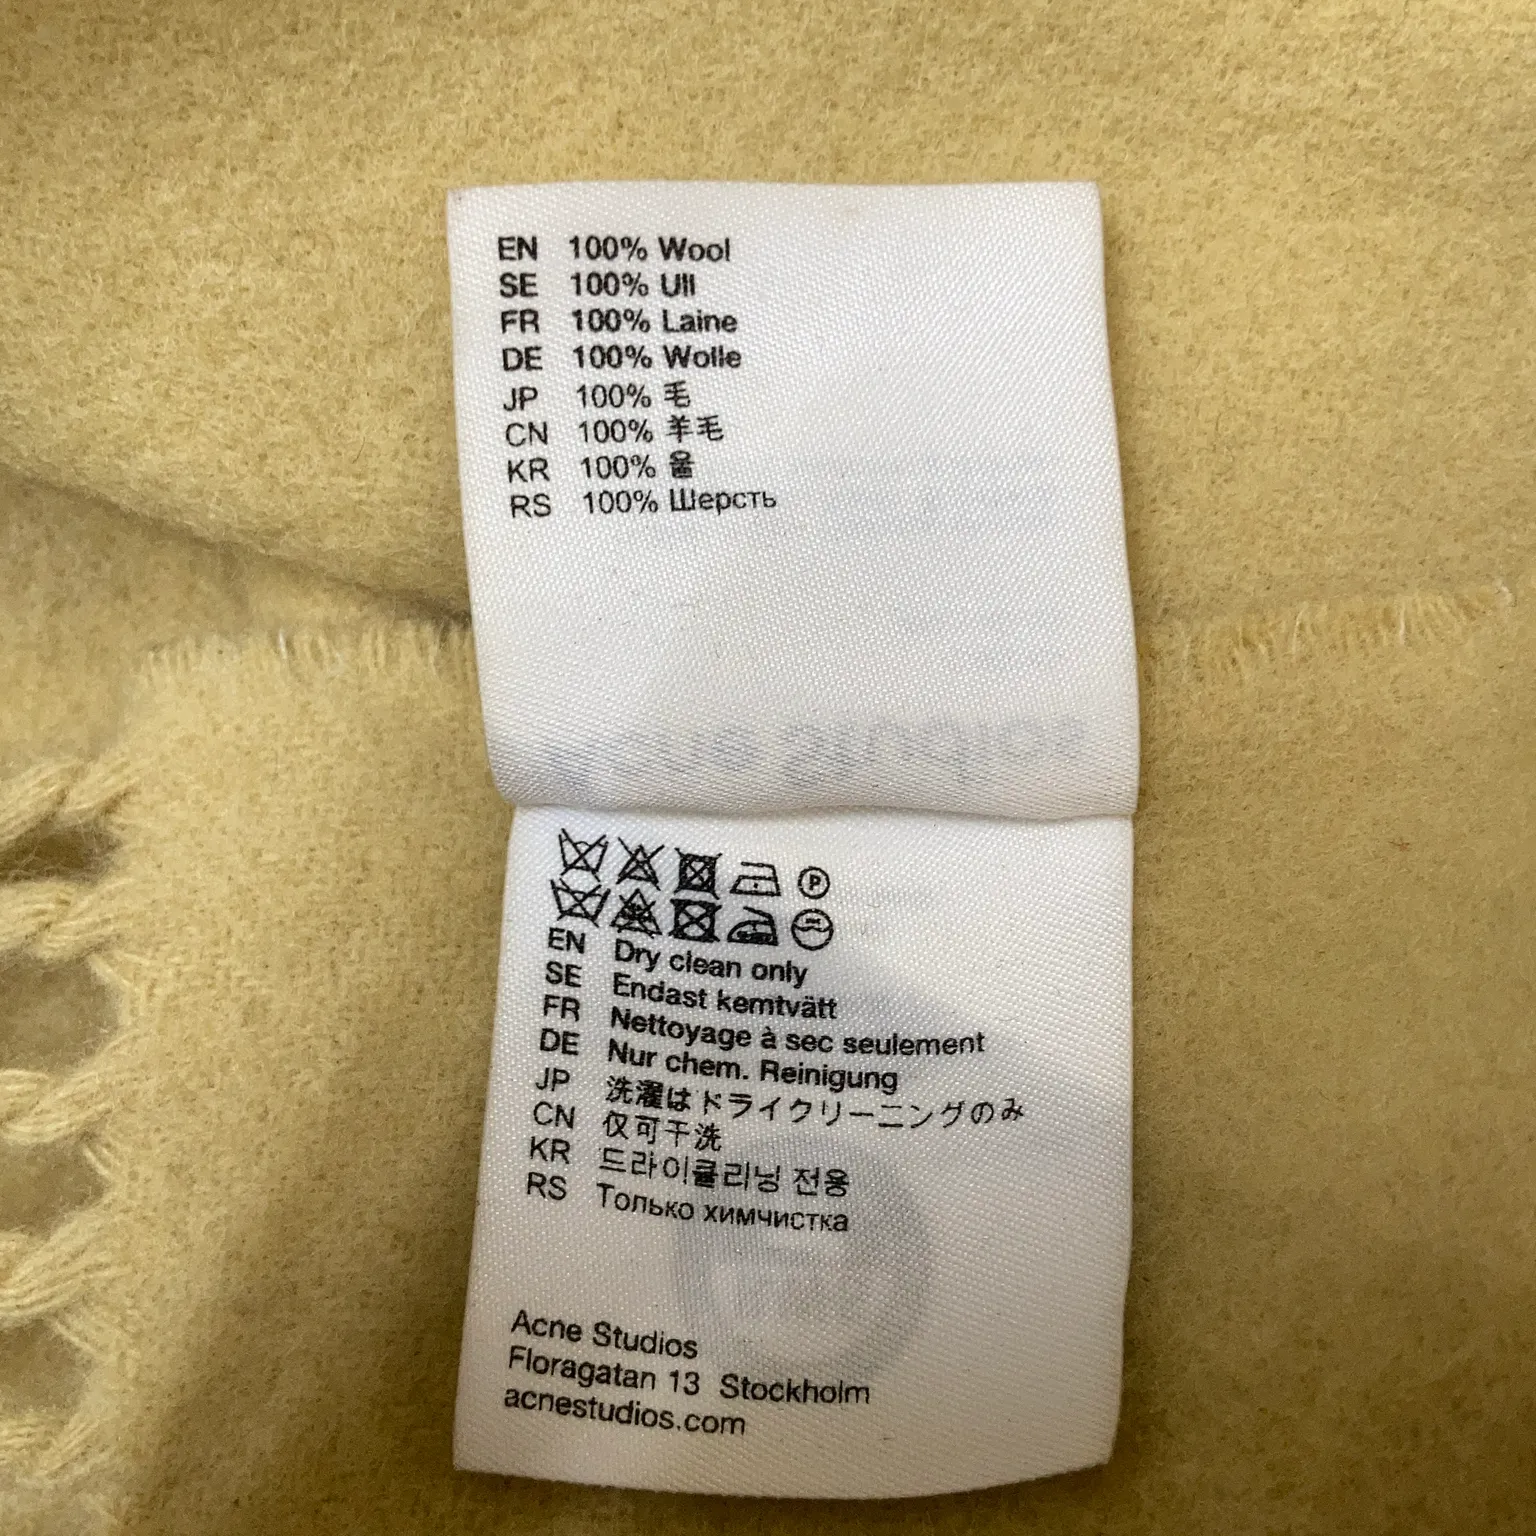 EN 100% Wool
SE 100% Ull
FR 100% Laine
DE 100% Wolle
JP 100% 毛
CN 100% 羊毛
KR 100% 울
RS 100% Шерсть
P
EN Dry clean only
SE Endast kemtvätt
FR Nettoyage à sec seulement
DE Nur chem. Reinigung
JP 洗濯はドライクリーニングのみ
CN 仅可干洗
KR 드라이클리닝 전용
RS Только химчистка
Acne Studios
Floragatan 13 Stockholm
acnestudios.com